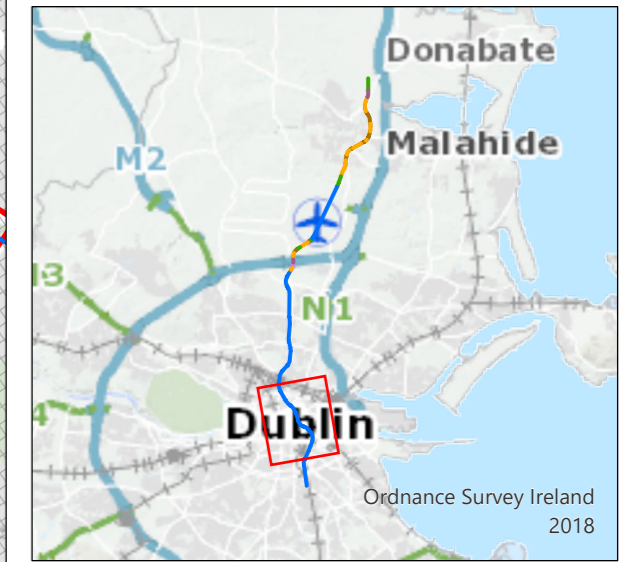 Donabate
Malahide
M2
N1
Dublin
Ordnance Survey Ireland
2018